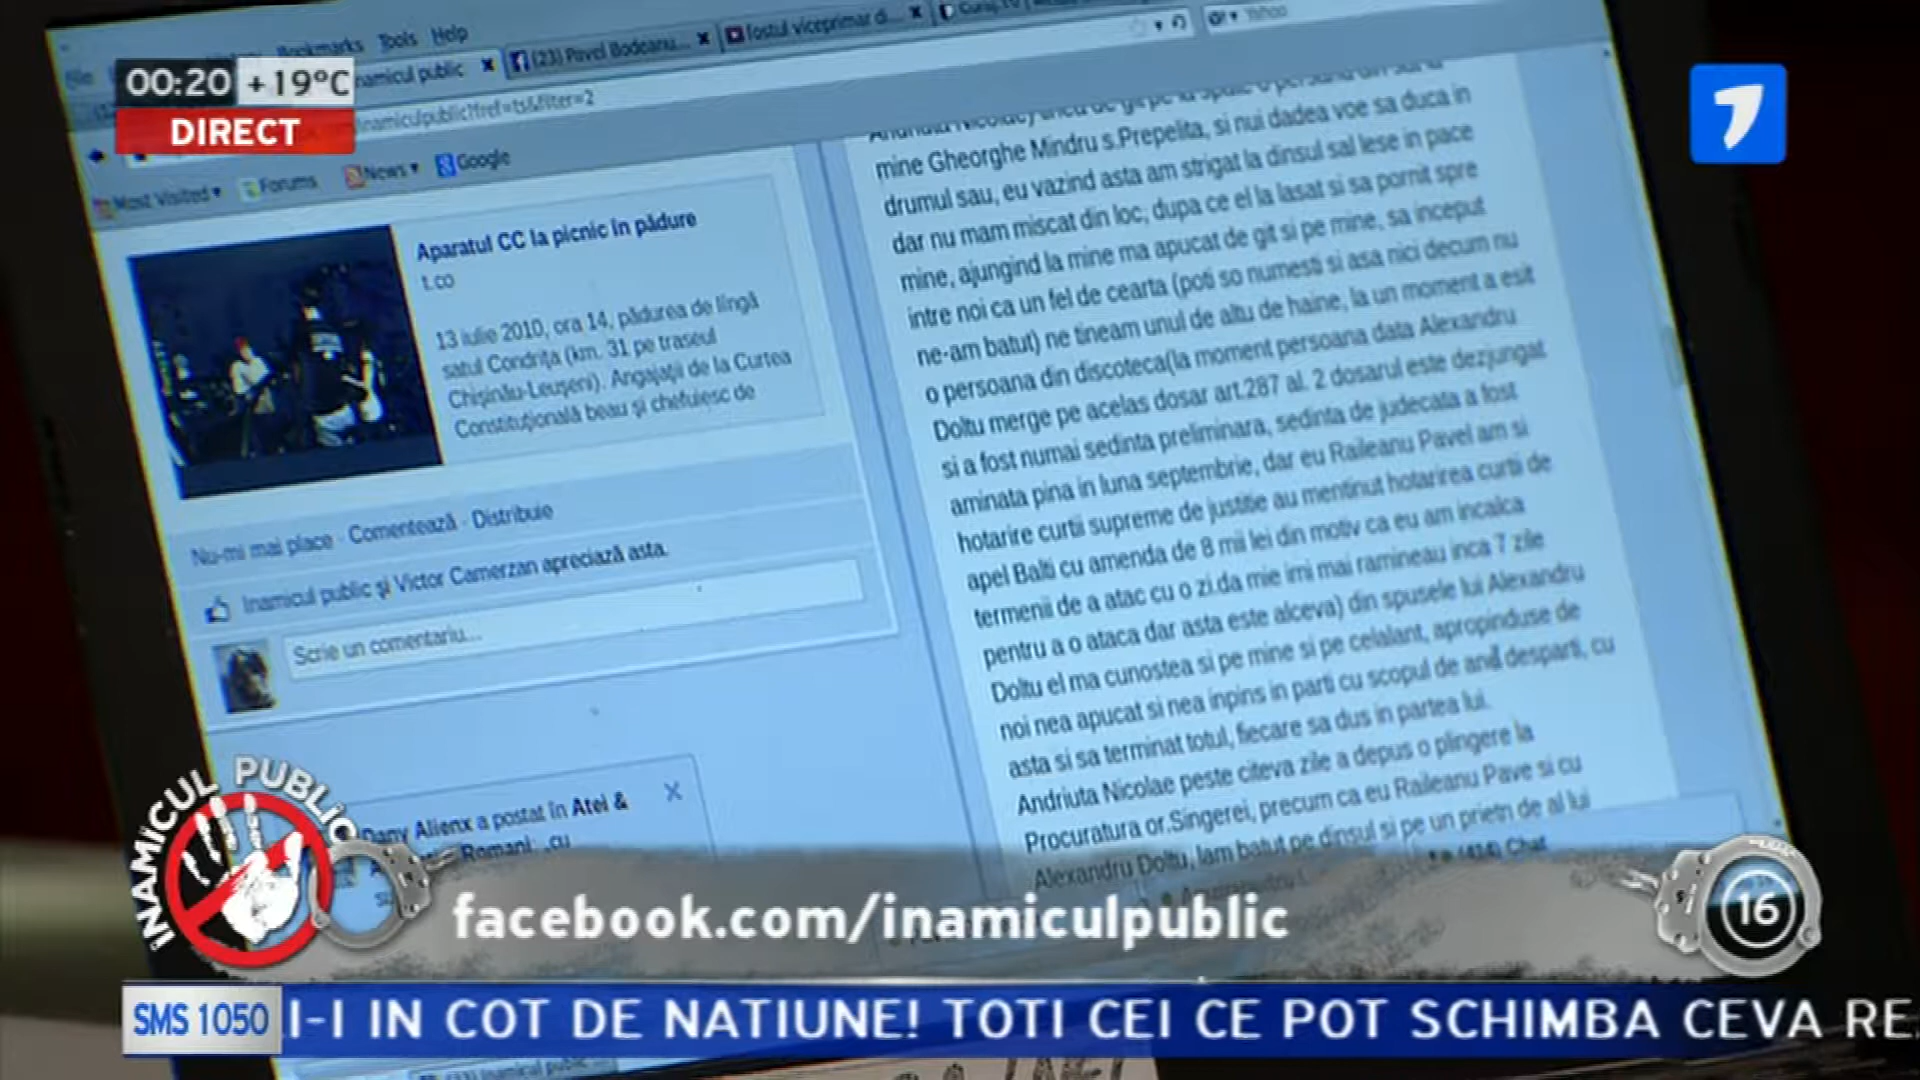 Bookmarks Tools Help
(23) Pavel Bodeanu...
fostul viceprimar di...
Yahoo
inamicul public
inamiculpublic?fref=ts&filter=2
00:20 +19°C
DIRECT
Most Visited
Forums
News
Google
Aparatul CC la picnic în pădure
t.co
13 iulie 2010, ora 14, pădurea de lîngă
satul Condrița (km. 31 pe traseul
Chișinău-Leușeni). Angajații de la Curtea
Constituțională beau și chefuiesc de
Nu-mi mai place · Comentează · Distribuie
Inamicul public și Victor Camerzan apreciază asta.
Scrie un comentariu...
Dany Alienx a postat în Atei &
Romani: „cu
mine Gheorghe Mindru s.Prepelita, si nui dadea voe sa duca in
drumul sau, eu vazind asta am strigat la dinsul sal lese in pace
dar nu mam miscat din loc, dupa ce el la lasat si sa pornit spre
mine, ajungind la mine ma apucat de git si pe mine, sa inceput
intre noi ca un fel de cearta (poti so numesti si asa nici decum nu
ne-am batut) ne tineam unul de altu de haine, la un moment a esit
o persoana din discoteca(la moment persoana data Alexandru
Doltu merge pe acelas dosar art.287 al. 2 dosarul este dezjungat
si a fost numai sedinta preliminara, sedinta de judecata a fost
aminata pina in luna septembrie, dar eu Raileanu Pavel am si
hotarire curtii supreme de justitie au mentinut hotarirea curtii de
apel Balti cu amenda de 8 mii lei din motiv ca eu am incalca
termenii de a atac cu o zi.da mie imi mai ramineau inca 7 zile
pentru a o ataca dar asta este alceva) din spusele lui Alexandru
Doltu el ma cunostea si pe mine si pe celalant, apropinduse de
noi nea apucat si nea inpins in parti cu scopul de ane desparti, cu
asta si sa terminat totul, fiecare sa dus in partea lui.
Andriuta Nicolae peste citeva zile a depus o plingere la
Procuratura or.Singerei, precum ca eu Raileanu Pave si cu
Alexandru Doltu, lam batut pe dinsul si pe un prietn de al lui
(414) Chat
INAMICUL PUBLIC
facebook.com/inamiculpublic
16
SMS 1050 I-I IN COT DE NATIUNE! TOTI CEI CE POT SCHIMBA CEVA RE